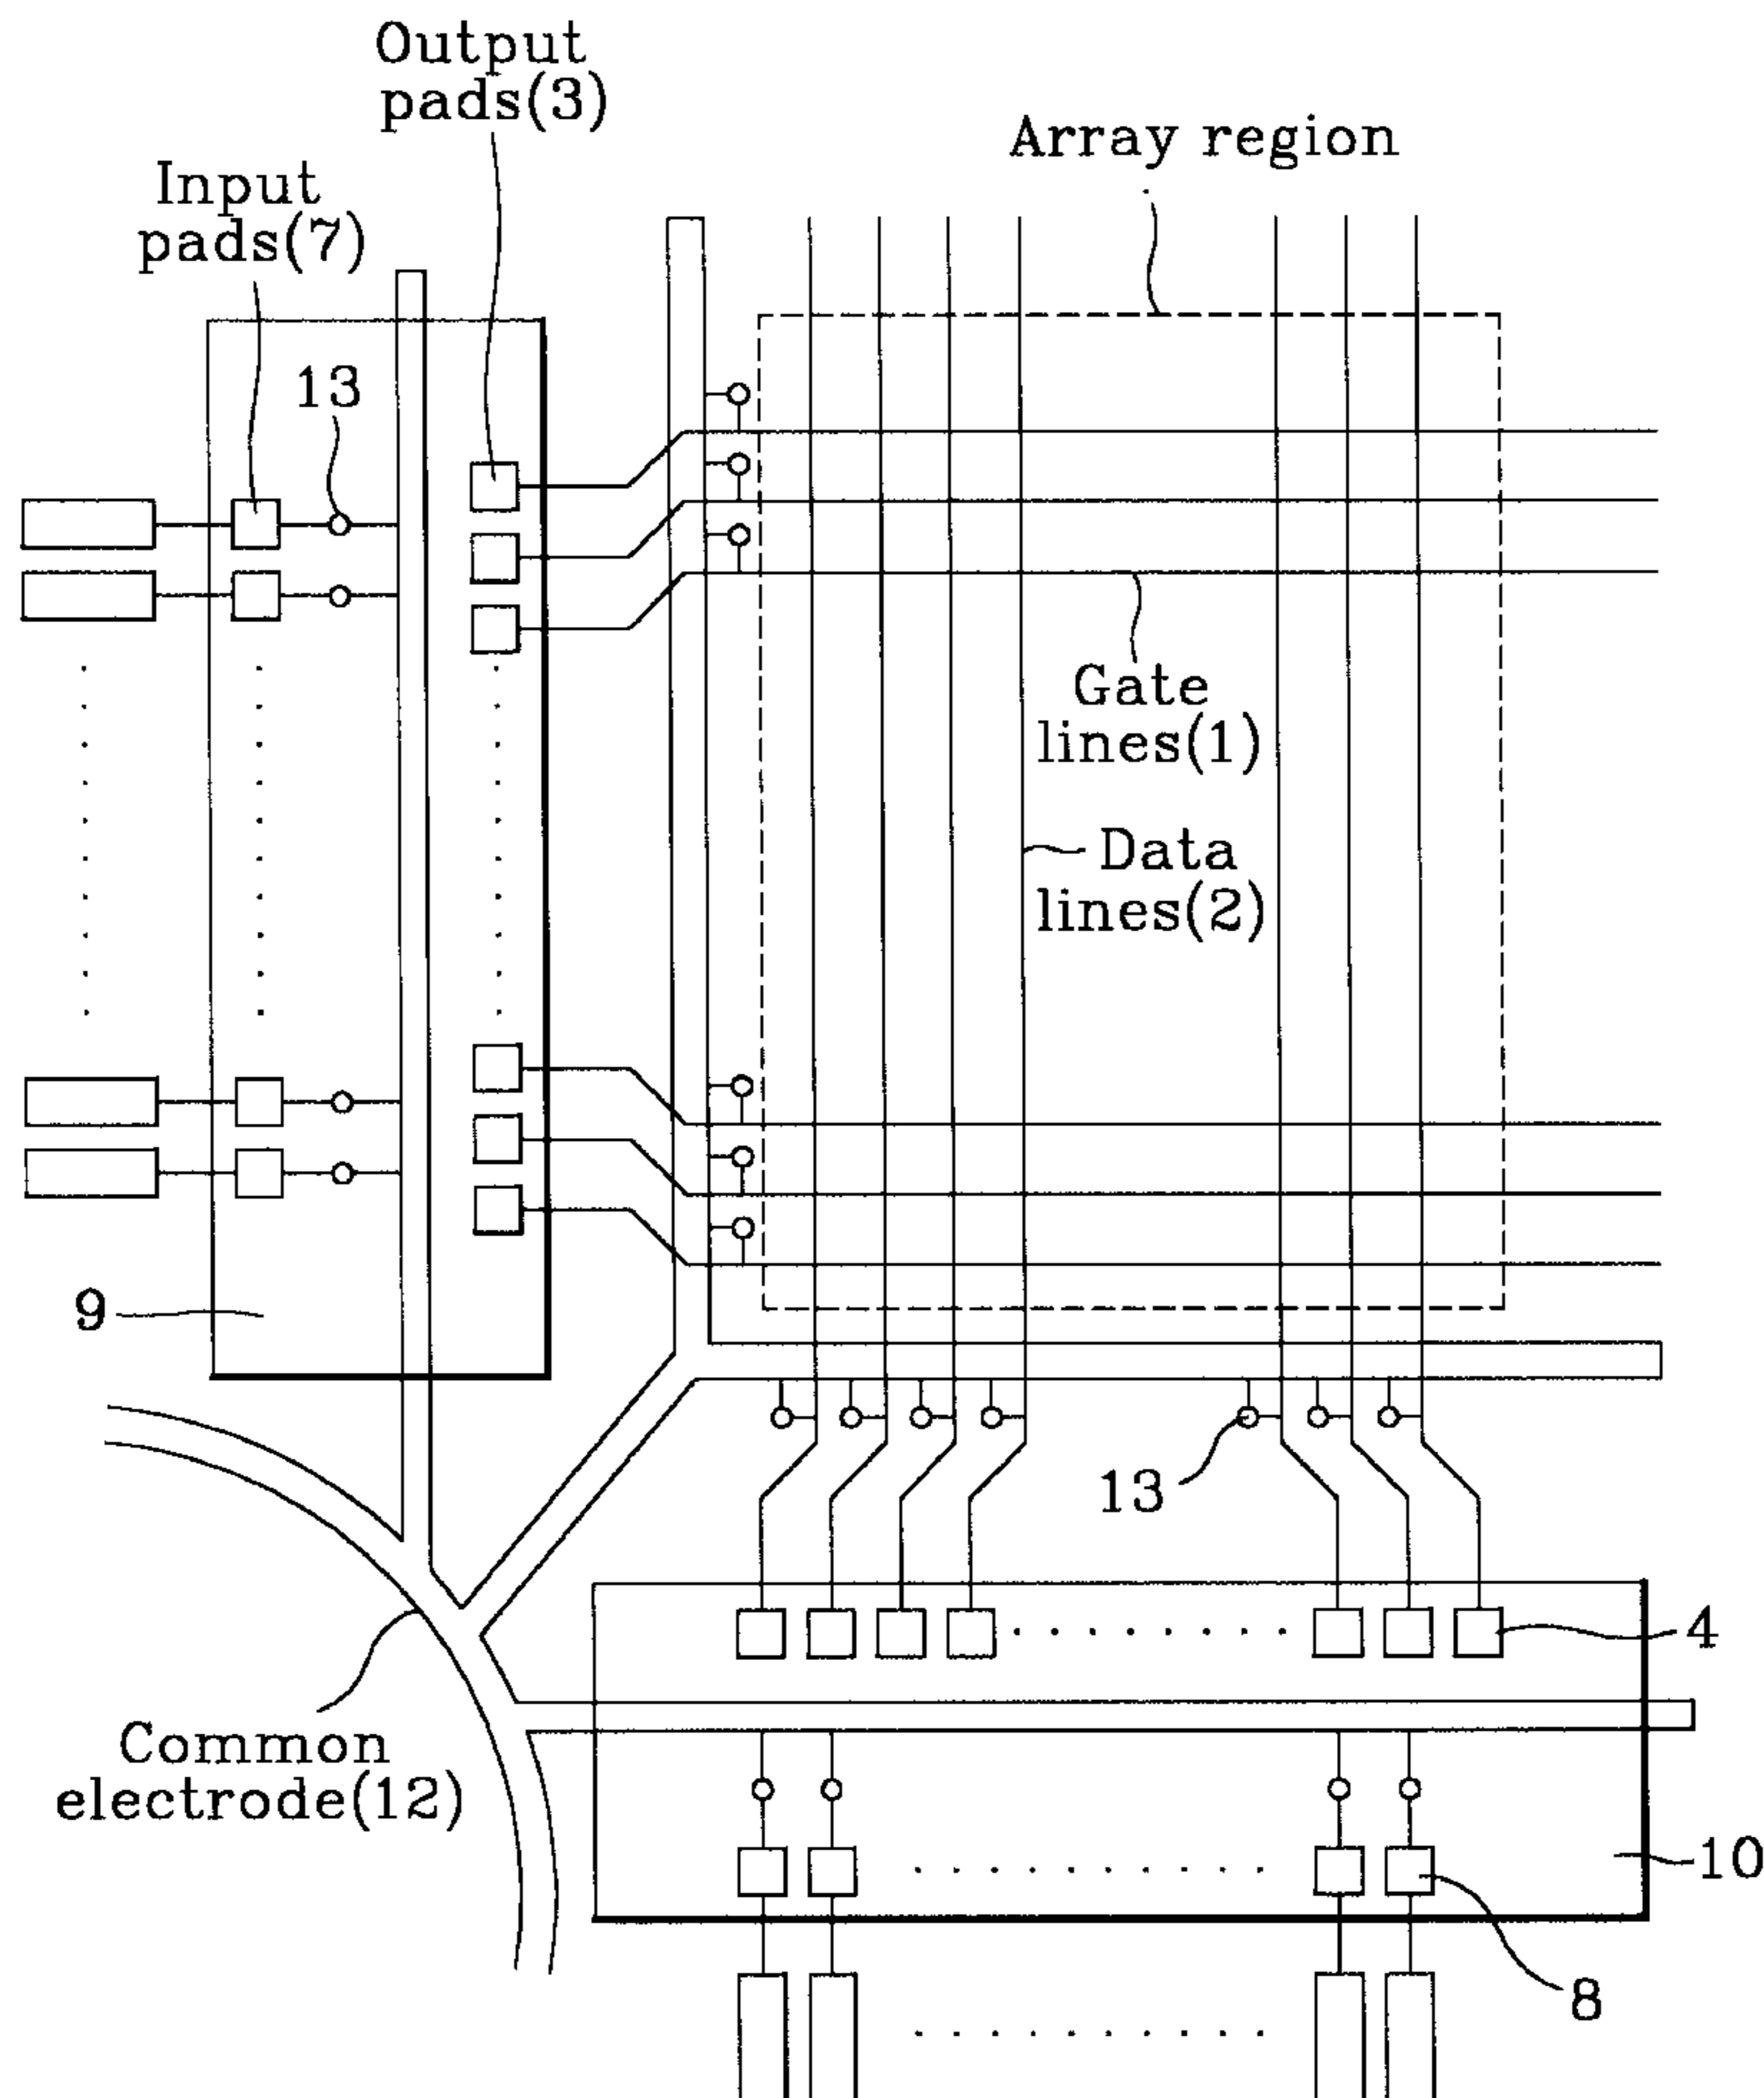 Output
pads(3)
Array region
Input
pads(7)
13
Gate
lines(1)
Data
lines(2)
9
13
4
Common
electrode(12)
10
8